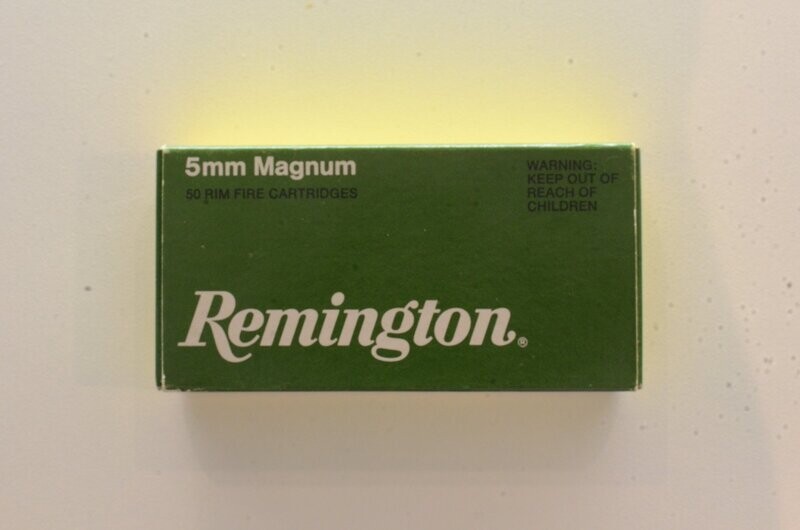 5mm Magnum
50 RIM FIRE CARTRIDGES
WARNING:
KEEP OUT OF
REACH OF
CHILDREN
Remington®